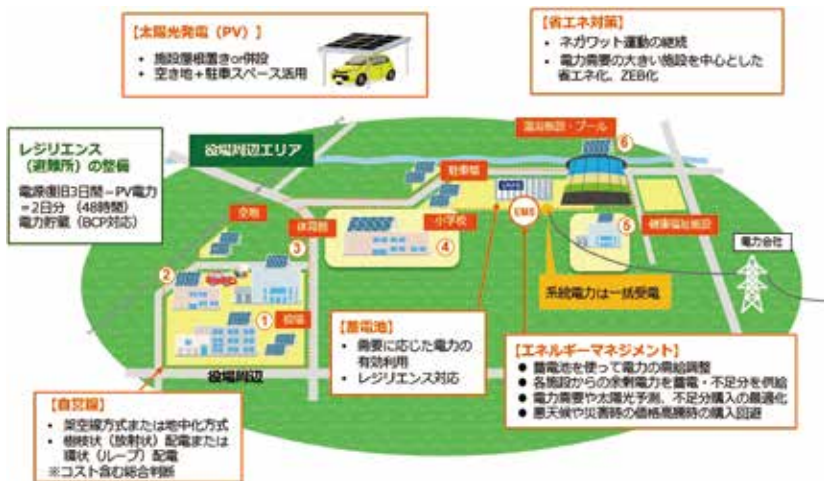 【太陽光発電（PV）】
・ 施設屋根置きor併設
・ 空き地＋駐車スペース活用
【省エネ対策】
・ ネガワット運動の継続
・ 電力需要の大きい施設を中心とした
省エネ化、ZEB化
レジリエンス
（避難所）の整備
電源復旧3日間－PV電力
＝2日分（48時間）
電力貯蔵（BCP対応）
役場周辺エリア
温浴施設・プール
⑥
駐車場
空地
体育館
小学校
EMS
健康福祉施設
電力会社
②
③
④
⑤
①
役場
系統電力は一括受電
役場周辺
【蓄電池】
・ 需要に応じた電力の
有効利用
・ レジリエンス対応
【エネルギーマネジメント】
● 蓄電池を使って電力の需給調整
● 各施設からの余剰電力を蓄電・不足分を供給
● 電力需要や太陽光予測、不足分購入の最適化
● 悪天候や災害時の価格高騰時の購入回避
【自営線】
・ 架空線方式または地中化方式
・ 樹枝状（放射状）配電または
環状（ループ）配電
※コスト含む総合判断